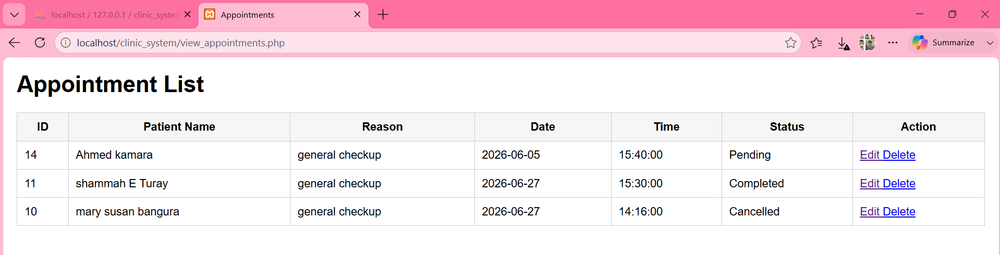 localhost / 127.0.0.1 / clinic_system
Appointments
localhost/clinic_system/view_appointments.php
Summarize
Appointment List
ID Patient Name Reason Date Time Status Action
14 Ahmed kamara general checkup 2026-06-05 15:40:00 Pending Edit Delete
11 shammah E Turay general checkup 2026-06-27 15:30:00 Completed Edit Delete
10 mary susan bangura general checkup 2026-06-27 14:16:00 Cancelled Edit Delete